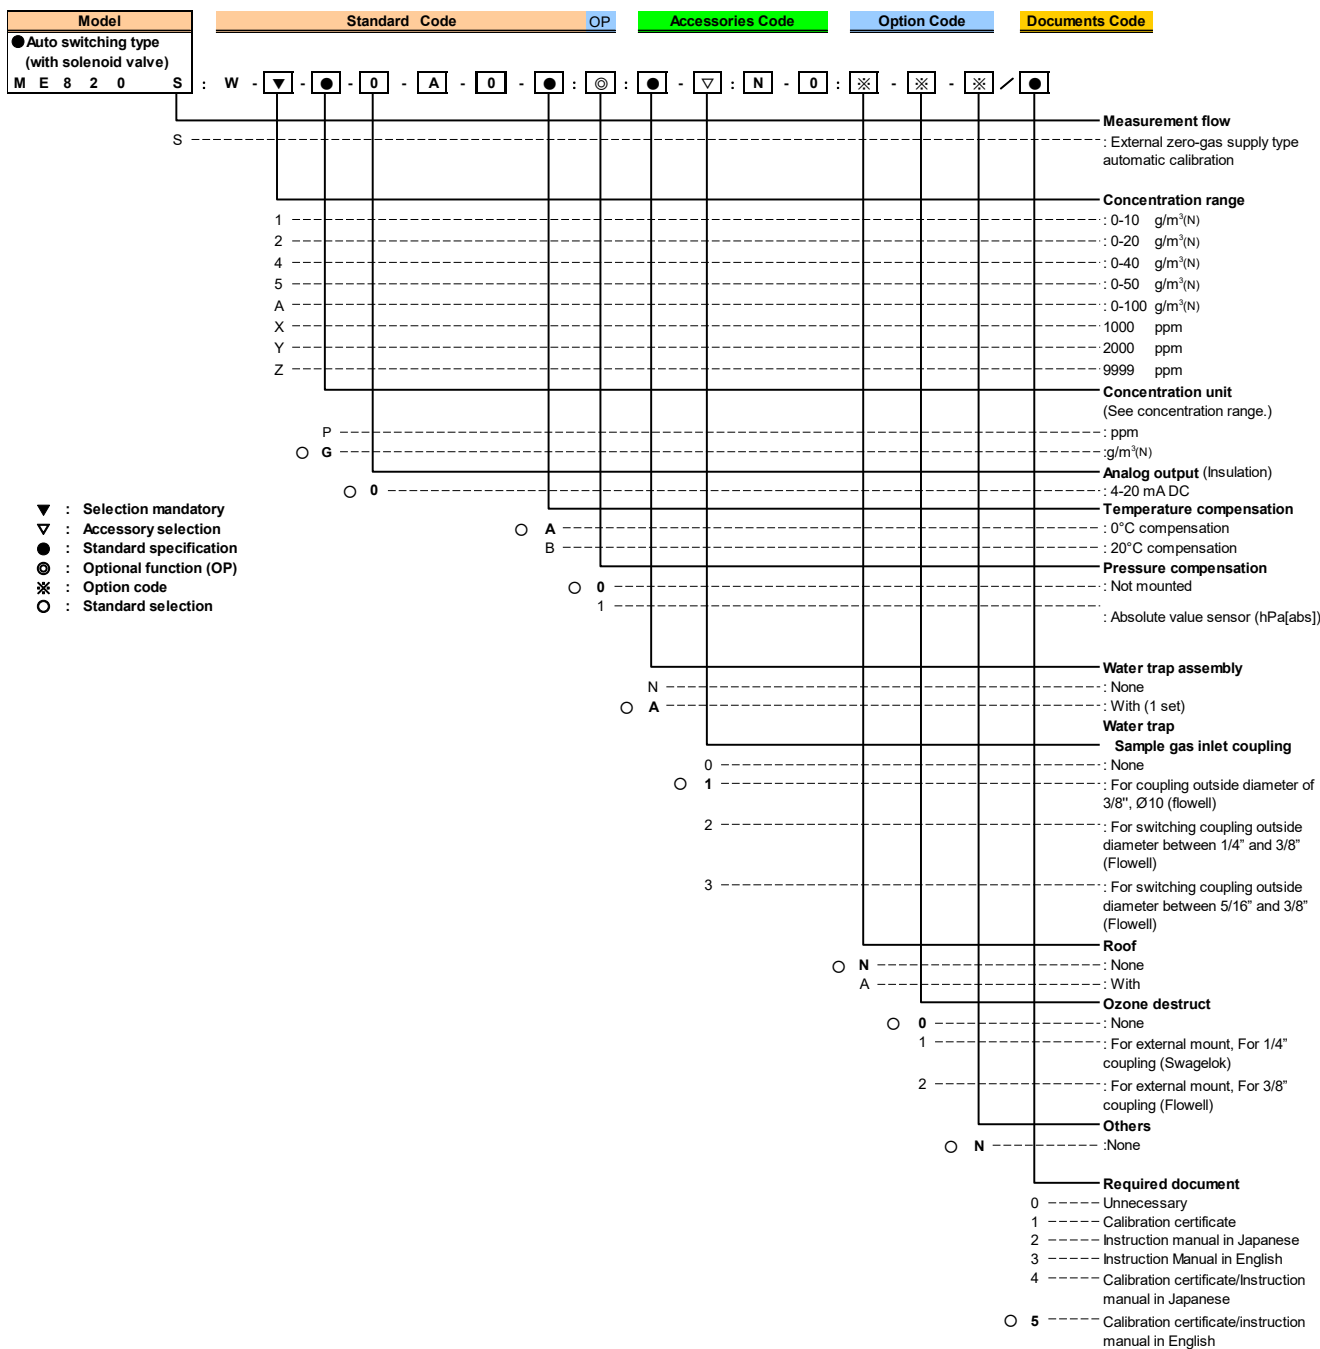 Model
Standard Code
OP
Accessories Code
Option Code
Documents Code
●Auto switching type
(with solenoid valve)
M E 8 2 0 S : W - ▼ - ● - 0 - A - 0 - ● : ◎ : ● - ▽ : N - 0 : ※ - ※ - ※ / ●
Measurement flow
S : External zero-gas supply type
automatic calibration
Concentration range
1 : 0-10 g/m³(N)
2 : 0-20 g/m³(N)
4 : 0-40 g/m³(N)
5 : 0-50 g/m³(N)
A : 0-100 g/m³(N)
X 1000 ppm
Y 2000 ppm
Z 9999 ppm
Concentration unit
(See concentration range.)
P : ppm
○ G :g/m³(N)
Analog output (Insulation)
○ 0 : 4-20 mA DC
Temperature compensation
○ A : 0°C compensation
B : 20°C compensation
Pressure compensation
○ 0 : Not mounted
1 : Absolute value sensor (hPa[abs])
▼ : Selection mandatory
▽ : Accessory selection
● : Standard specification
◎ : Optional function (OP)
※ : Option code
○ : Standard selection
Water trap assembly
N : None
○ A : With (1 set)
Water trap
Sample gas inlet coupling
0 : None
○ 1 : For coupling outside diameter of
3/8", Ø10 (flowell)
2 : For switching coupling outside
diameter between 1/4” and 3/8”
(Flowell)
3 : For switching coupling outside
diameter between 5/16” and 3/8”
(Flowell)
Roof
○ N : None
A : With
Ozone destruct
○ 0 : None
1 : For external mount, For 1/4”
coupling (Swagelok)
2 : For external mount, For 3/8”
coupling (Flowell)
Others
○ N :None
Required document
0 Unnecessary
1 Calibration certificate
2 Instruction manual in Japanese
3 Instruction Manual in English
4 Calibration certificate/Instruction
manual in Japanese
○ 5 Calibration certificate/instruction
manual in English